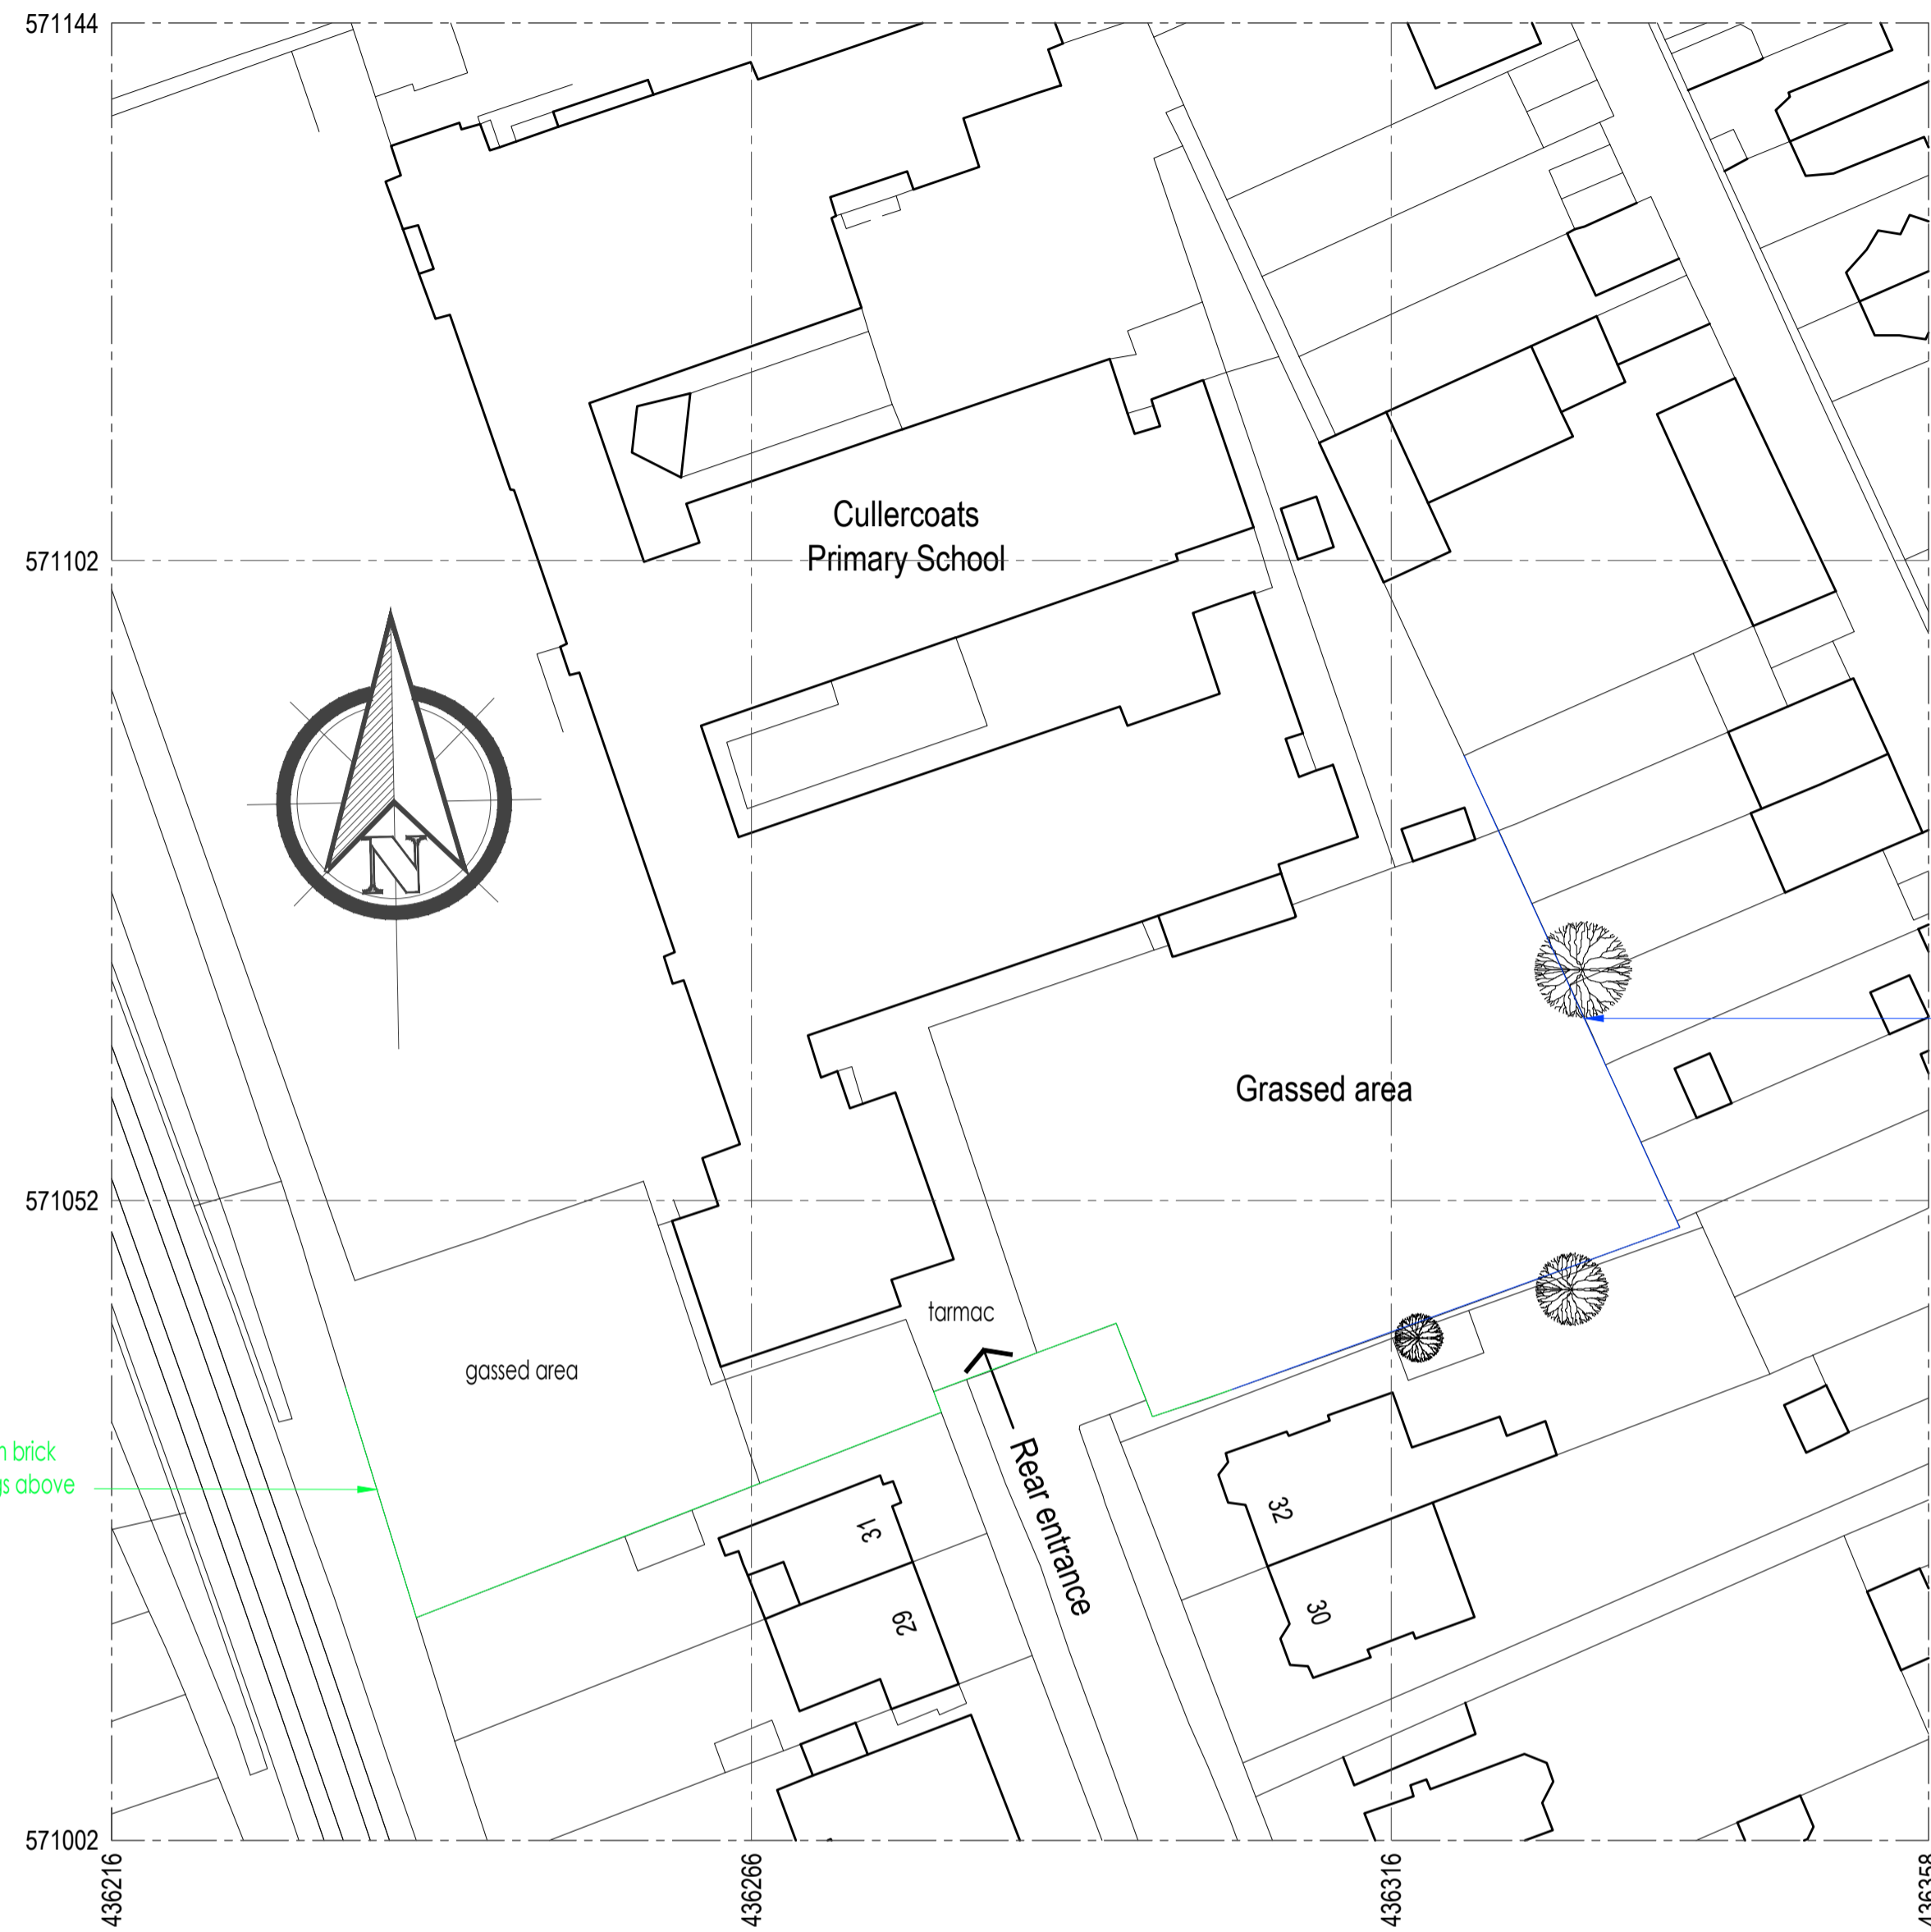 571144
Cullercoats
Primary School
571102
N
Grassed area
571052
tarmac
gassed area
brick
above
Rear entrance
31
32
29
30
571002
436216
436266
436316
436358